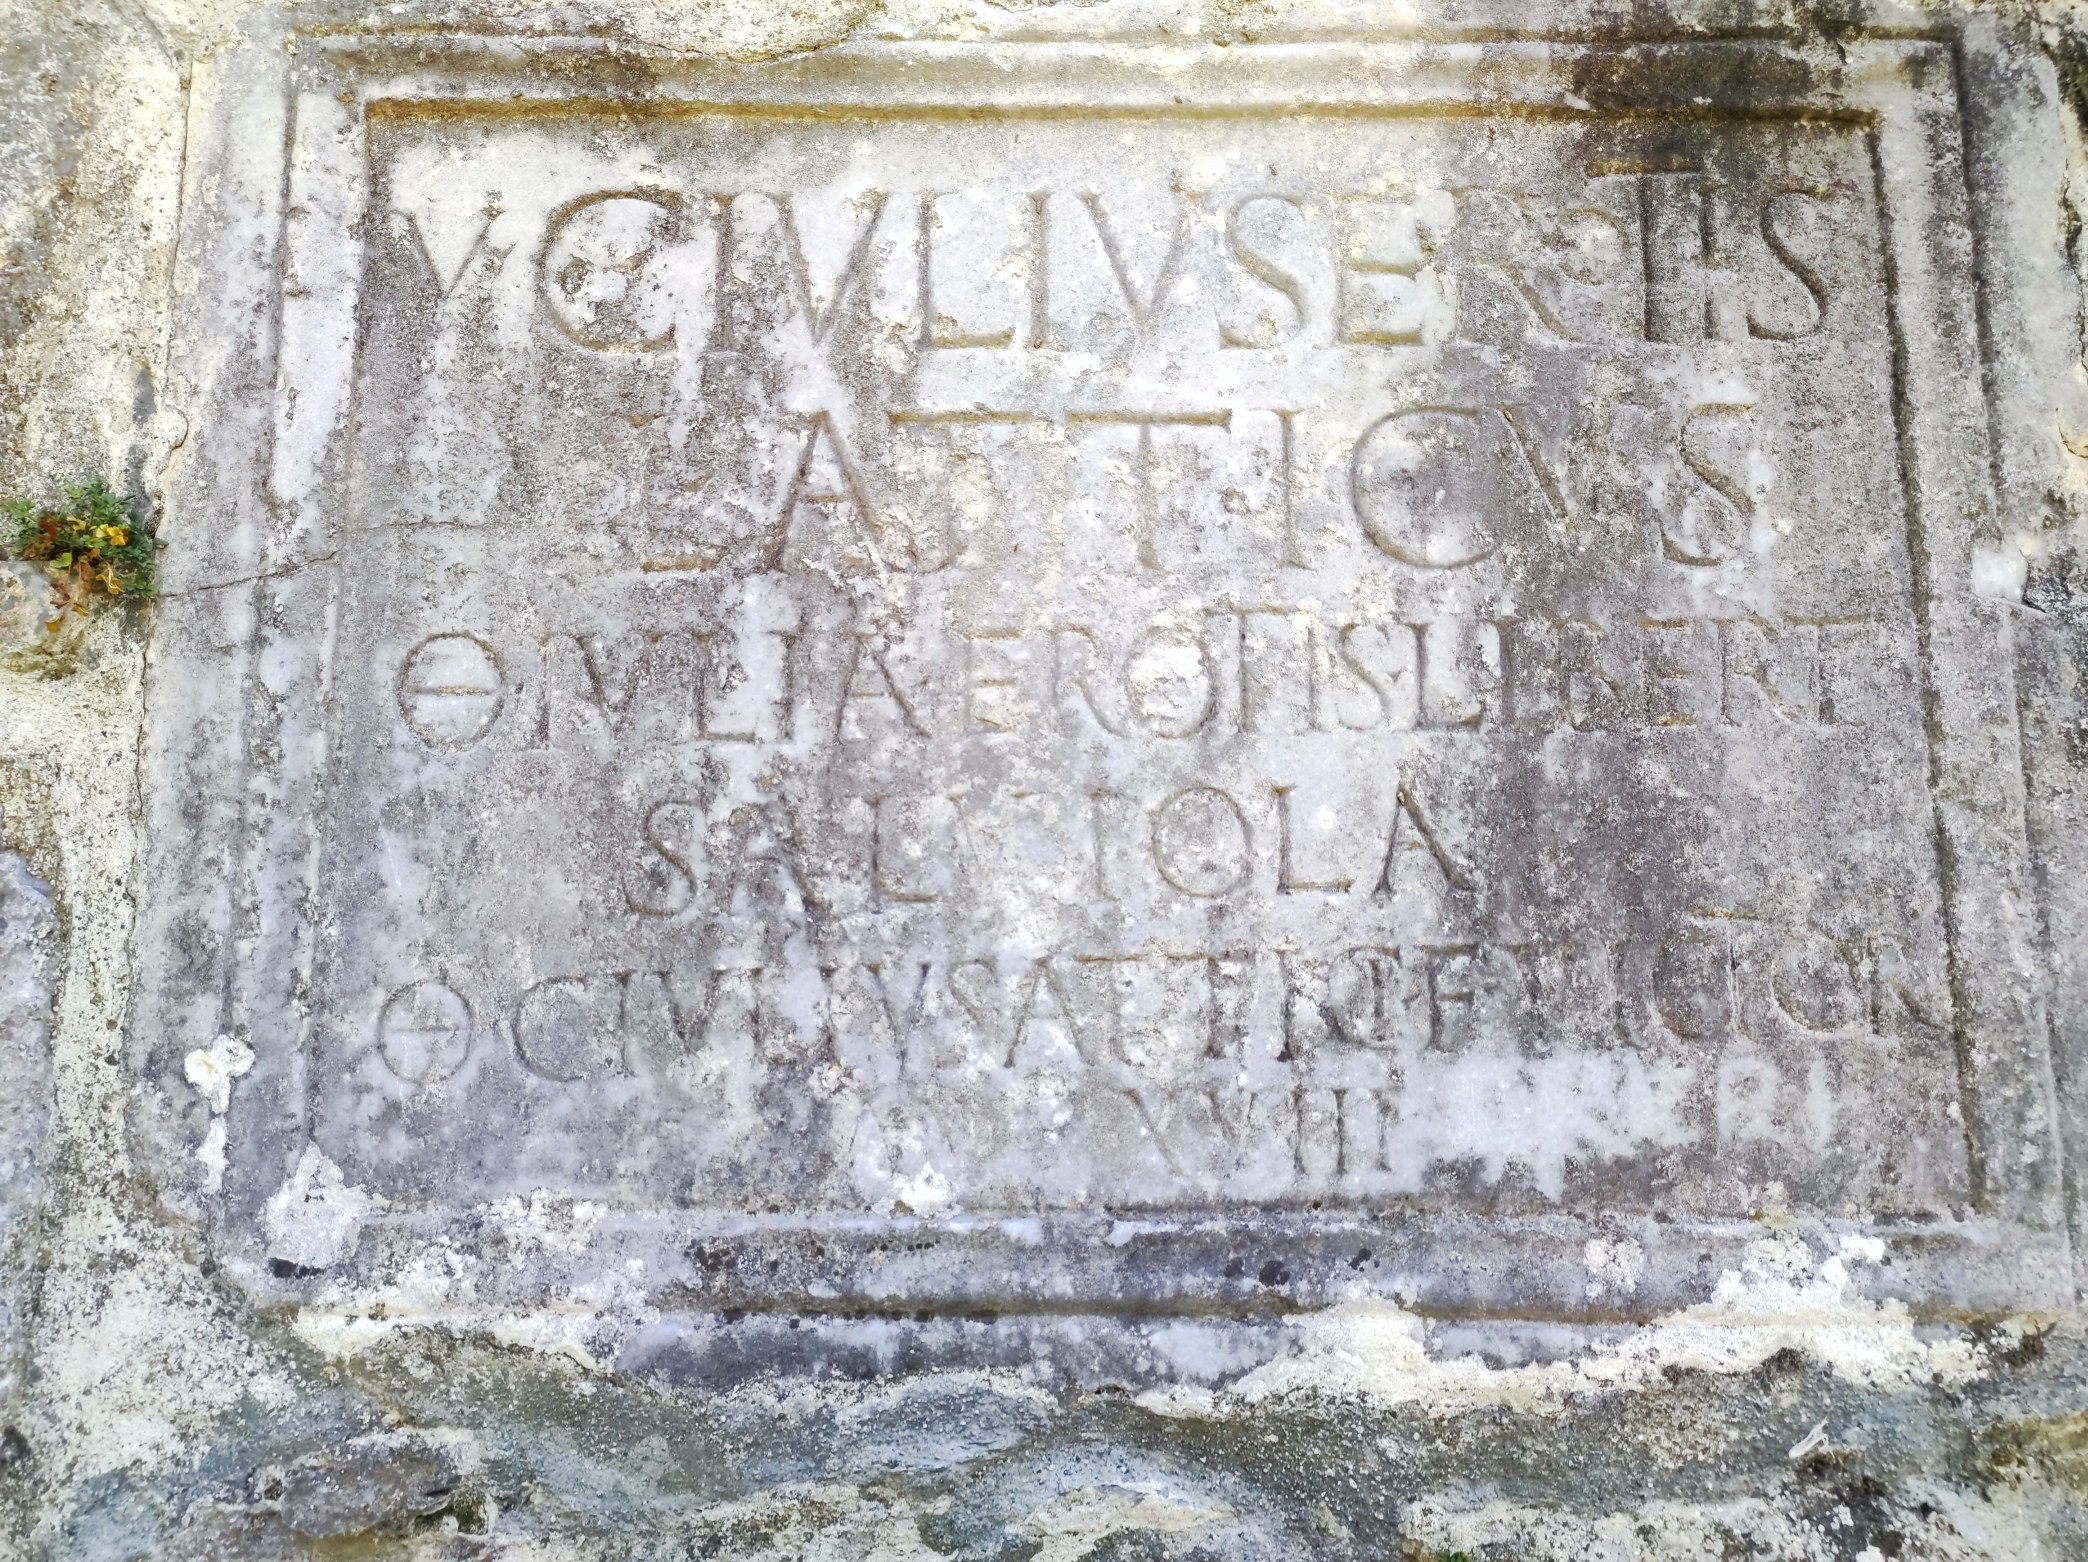 V C IVLIVS EROTIS
L ATTICVS
Θ IVLIA EROTIS LIBERT
SALVIOLA
Θ C IVLIVS ATTICI F
XVIII